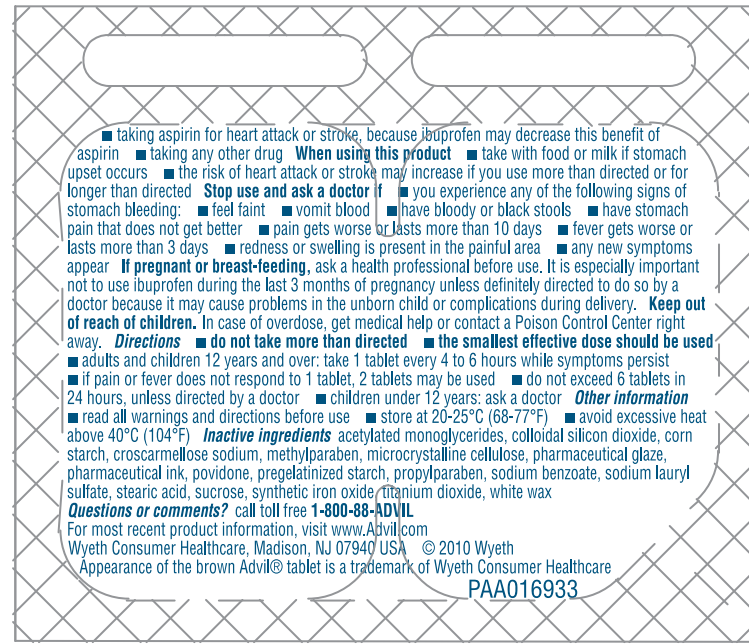 ■ taking aspirin for heart attack or stroke, because ibuprofen may decrease this benefit of
aspirin ■ taking any other drug When using this product ■ take with food or milk if stomach
upset occurs ■ the risk of heart attack or stroke may increase if you use more than directed or for
longer than directed Stop use and ask a doctor if ■ you experience any of the following signs of
stomach bleeding: ■ feel faint ■ vomit blood ■ have bloody or black stools ■ have stomach
pain that does not get better ■ pain gets worse or lasts more than 10 days ■ fever gets worse or
lasts more than 3 days ■ redness or swelling is present in the painful area ■ any new symptoms
appear If pregnant or breast-feeding, ask a health professional before use. It is especially important
not to use ibuprofen during the last 3 months of pregnancy unless definitely directed to do so by a
doctor because it may cause problems in the unborn child or complications during delivery. Keep out
of reach of children. In case of overdose, get medical help or contact a Poison Control Center right
away. Directions ■ do not take more than directed ■ the smallest effective dose should be used
■ adults and children 12 years and over: take 1 tablet every 4 to 6 hours while symptoms persist
■ if pain or fever does not respond to 1 tablet, 2 tablets may be used ■ do not exceed 6 tablets in
24 hours, unless directed by a doctor ■ children under 12 years: ask a doctor Other information
■ read all warnings and directions before use ■ store at 20-25°C (68-77°F) ■ avoid excessive heat
above 40°C (104°F) Inactive ingredients acetylated monoglycerides, colloidal silicon dioxide, corn
starch, croscarmellose sodium, methylparaben, microcrystalline cellulose, pharmaceutical glaze,
pharmaceutical ink, povidone, pregelatinized starch, propylparaben, sodium benzoate, sodium lauryl
sulfate, stearic acid, sucrose, synthetic iron oxide, titanium dioxide, white wax
Questions or comments? call toll free 1-800-88-ADVIL
For most recent product information, visit www.Advil.com
Wyeth Consumer Healthcare, Madison, NJ 07940 USA © 2010 Wyeth
Appearance of the brown Advil® tablet is a trademark of Wyeth Consumer Healthcare
PAA016933